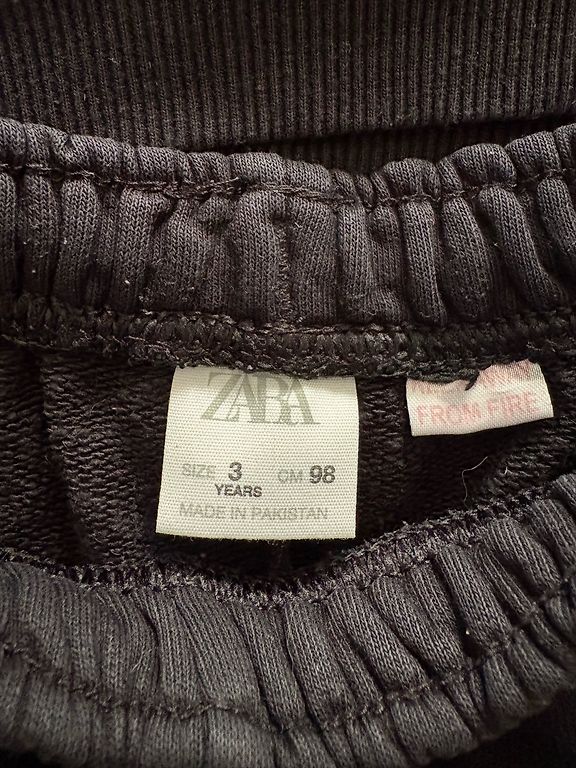 ZARA
SIZE 3 CM 98
YEARS
MADE IN PAKISTAN
FROM FIRE